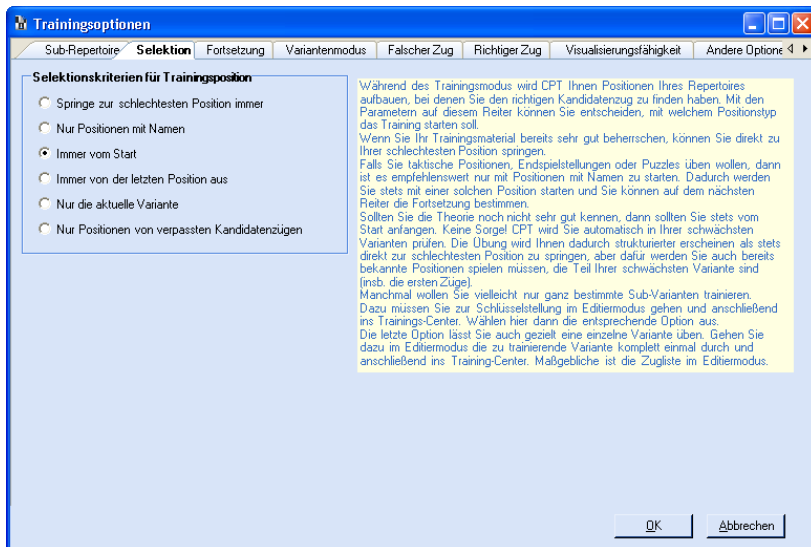 Trainingsoptionen
Sub-Repertoire Selektion Fortsetzung Variantenmodus Falscher Zug Richtiger Zug Visualisierungsfähigkeit Andere Optione
Selektionskriterien für Trainingsposition
Springe zur schlechtesten Position immer
Nur Positionen mit Namen
Immer vom Start
Immer von der letzten Position aus
Nur die aktuelle Variante
Nur Positionen von verpassten Kandidatenzügen
Während des Trainingsmodus wird CPT Ihnen Positionen Ihres Repertoires
aufbauen, bei denen Sie den richtigen Kandidatenzug zu finden haben. Mit den
Parametern auf diesem Reiter können Sie entscheiden, mit welchem Positionstyp
das Training starten soll.
Wenn Sie Ihr Trainingsmaterial bereits sehr gut beherrschen, können Sie direkt zu
Ihrer schlechtesten Position springen.
Falls Sie taktische Positionen, Endspielstellungen oder Puzzles üben wollen, dann
ist es empfehlenswert nur mit Positionen mit Namen zu starten. Dadurch werden
Sie stets mit einer solchen Position starten und Sie können auf dem nächsten
Reiter die Fortsetzung bestimmen.
Sollten Sie die Theorie noch nicht sehr gut kennen, dann sollten Sie stets vom
Start anfangen. Keine Sorge! CPT wird Sie automatisch in Ihrer schwächsten
Varianten prüfen. Die Übung wird Ihnen dadurch strukturierter erscheinen als stets
direkt zur schlechtesten Position zu springen, aber dafür werden Sie auch bereits
bekannte Positionen spielen müssen, die Teil Ihrer schwächsten Variante sind
(insb. die ersten Züge).
Manchmal wollen Sie vielleicht nur ganz bestimmte Sub-Varianten trainieren.
Dazu müssen Sie zur Schlüsselstellung im Editiermodus gehen und anschließend
ins Trainings-Center. Wählen hier dann die entsprechende Option aus.
Die letzte Option lässt Sie auch gezielt eine einzelne Variante üben. Gehen Sie
dazu im Editiermodus die zu trainierende Variante komplett einmal durch und
anschließend ins Training-Center. Maßgebliche ist die Zugliste im Editiermodus.
OK Abbrechen